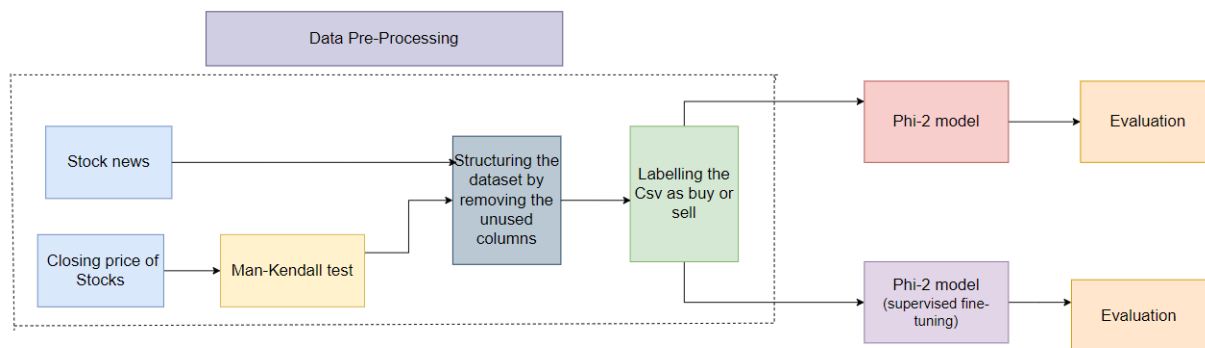 Data Pre-Processing
Stock news
Closing price of
Stocks
Man-Kendall test
Structuring the
dataset by
removing the
unused
columns
Labelling the
Csv as buy or
sell
Phi-2 model
Evaluation
Phi-2 model
(supervised fine-
tuning)
Evaluation